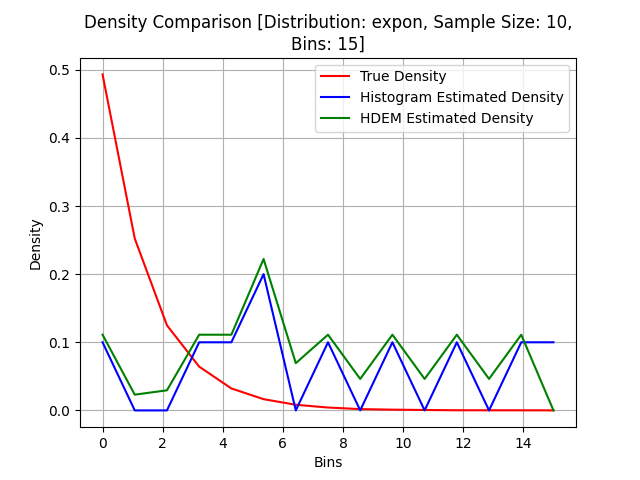 Density Comparison [Distribution: expon, Sample Size: 10,
Bins: 15]
True Density
Histogram Estimated Density
HDEM Estimated Density
Density
0.5
0.4
0.3
0.2
0.1
0.0
0 2 4 6 8 10 12 14
Bins